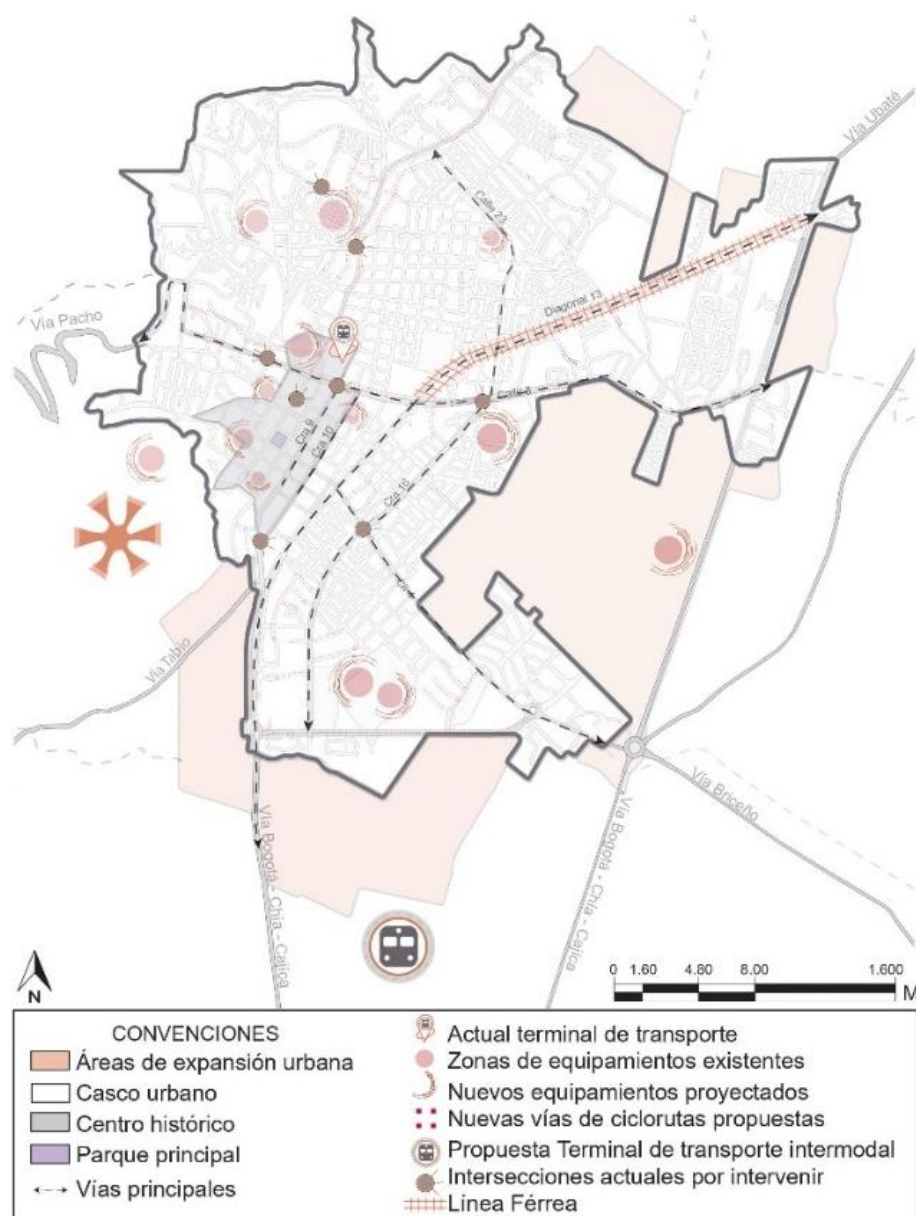 Vía Ubaté
Calle 23
Diagonal 13
Vía Pacho
Calle 8
Cra 9
Cra 10
Cra 16
Vía Tabio
Vía Briceño
Vía Bogotá - Chía - Cajica
Vía Bogotá - Chía - Cajica
N
0 1.60 4.80 8.00 1.600
M
CONVENCIONES
Áreas de expansión urbana
Casco urbano
Centro histórico
Parque principal
Vías principales
Actual terminal de transporte
Zonas de equipamientos existentes
Nuevos equipamientos proyectados
Nuevas vías de ciclorutas propuestas
Propuesta Terminal de transporte intermodal
Intersecciones actuales por intervenir
Línea Férrea